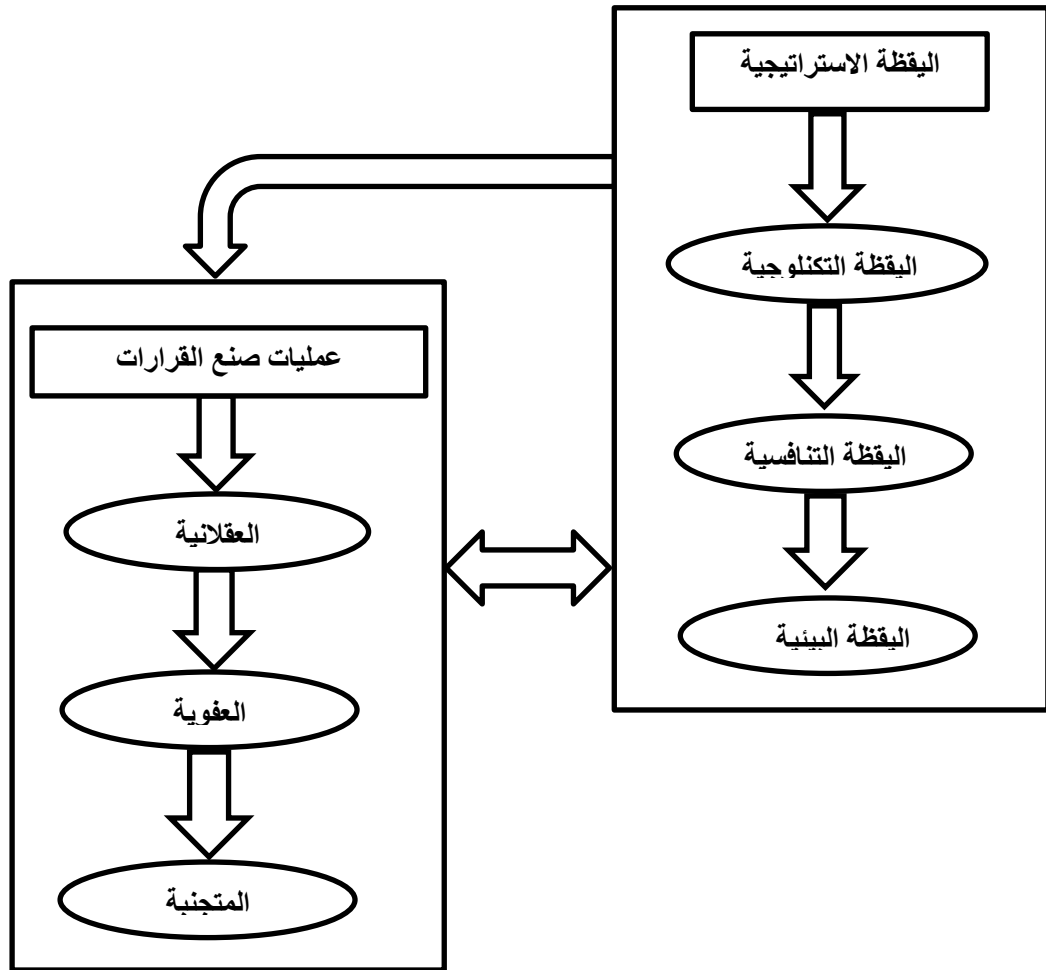 اليقظة الاستراتيجية
اليقظة التكنلوجية
اليقظة التنافسية
اليقظة البيئية
عمليات صنع القرارات
العقلانية
العفوية
المتجنبة